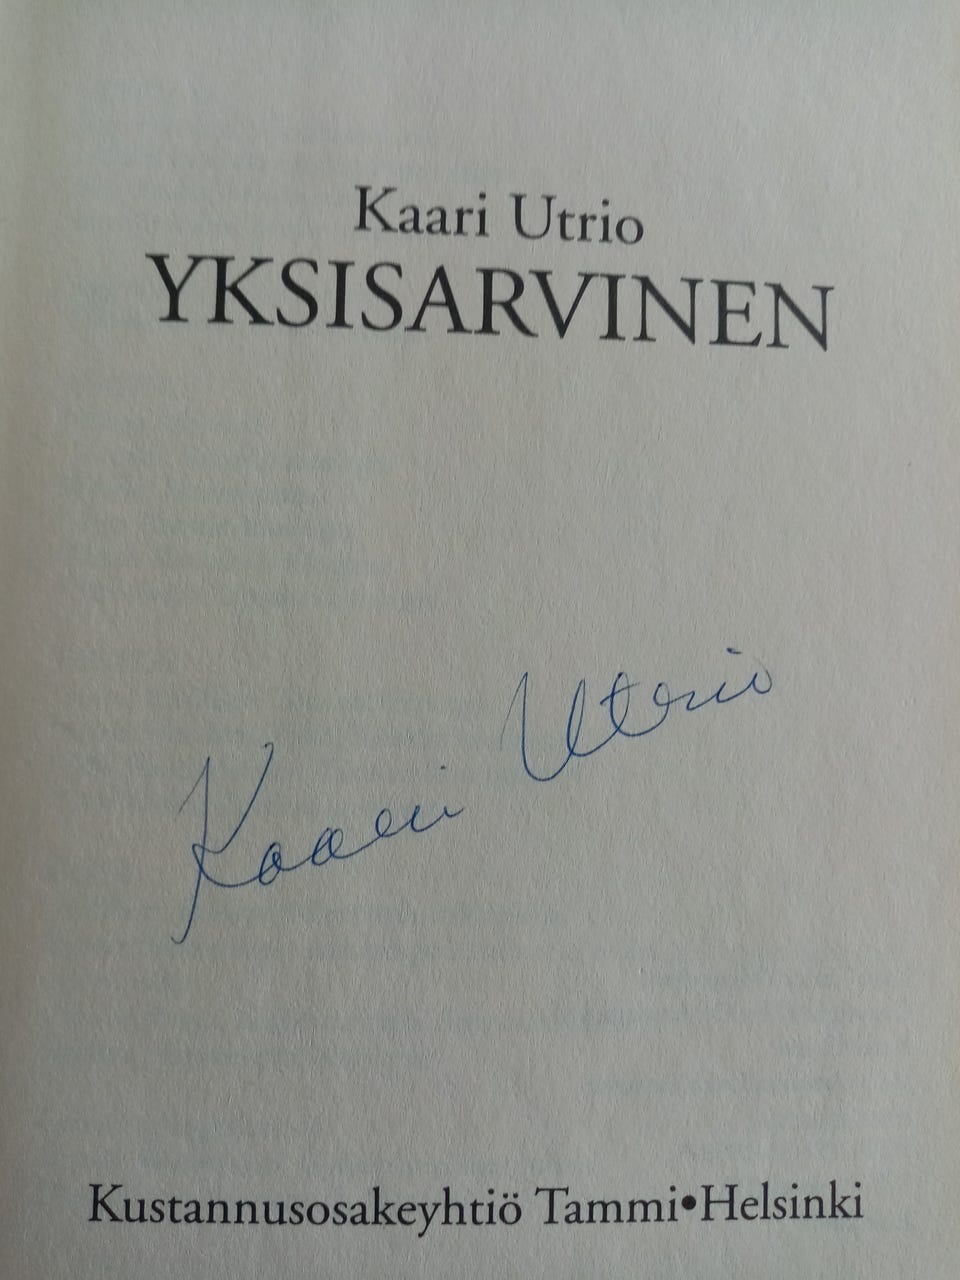 Kaari Utrio
YKSISARVINEN
Kaari Utrio
Kustannusosakeyhtiö Tammi•Helsinki